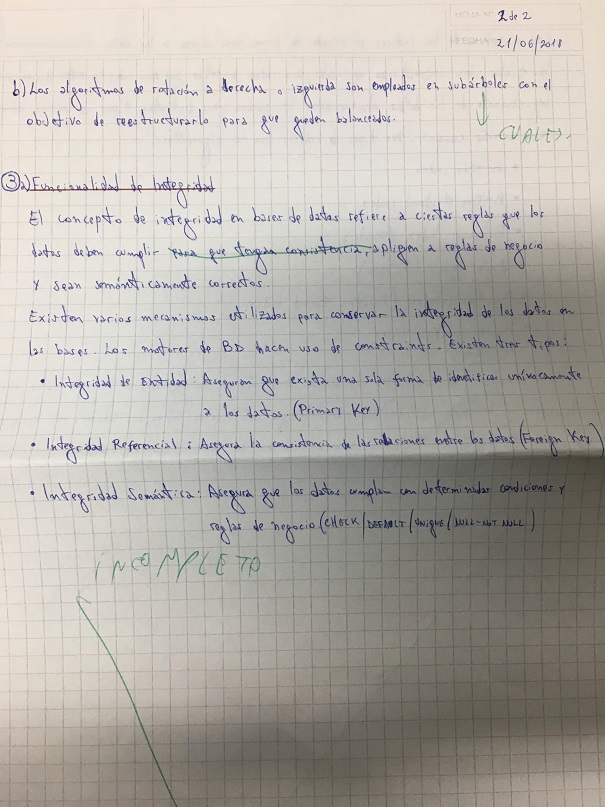 HOJA Nº 2 de 2
FECHA 21/06/2018
b) Los algoritmos de rotación a derecha o izquierda son empleados en subárboles con el
objetivo de reestructurarlo para que queden balanceados.
CUALES.
3 a) Funcionalidad de Integridad
El concepto de integridad en bases de datos refiere a ciertas reglas que los
datos deben cumplir para que tengan consistencia, apliquen a reglas de negocio
y sean semánticamente correctos.
Existen varios mecanismos utilizados para conservar la integridad de los datos en
las bases. Los motores de BD hacen uso de constraints. Existen tres tipos:
• Integridad de Entidad: Aseguran que exista una sola forma de identificar unívocamente
a los datos. (Primary Key)
• Integridad Referencial: Asegura la consistencia de las relaciones entre los datos (Foreign Key)
• Integridad Semántica: Asegura que los datos cumplan con determinadas condiciones y
reglas de negocio (CHECK/DEFAULT/UNIQUE/NULL-NOT NULL)
INCOMPLETO